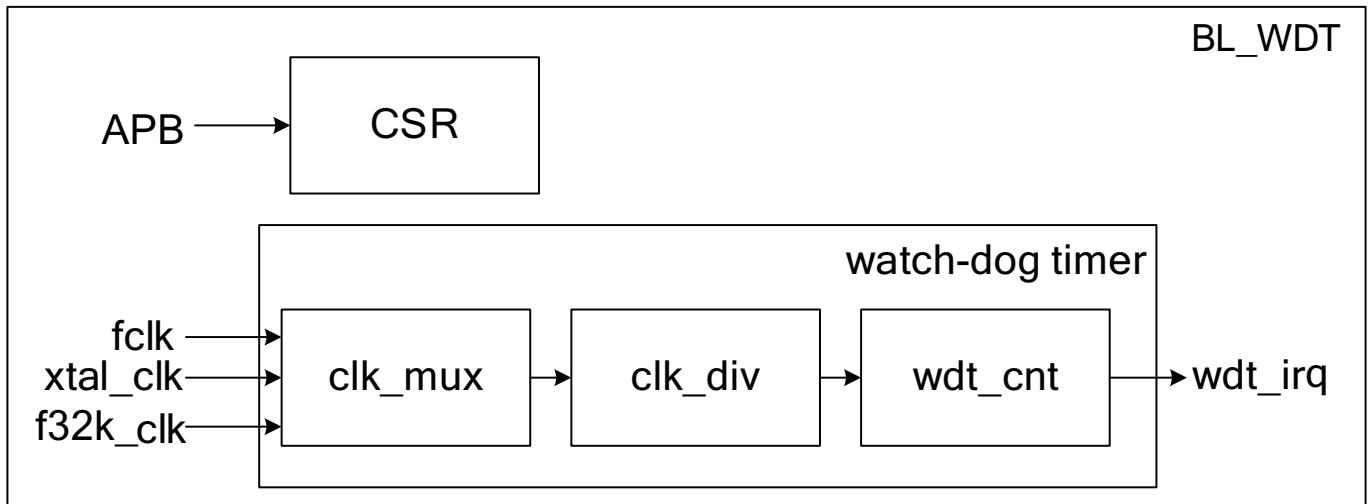 BL_WDT
APB
CSR
watch-dog timer
fclk
xtal_clk
f32k_clk
clk_mux
clk_div
wdt_cnt
wdt_irq